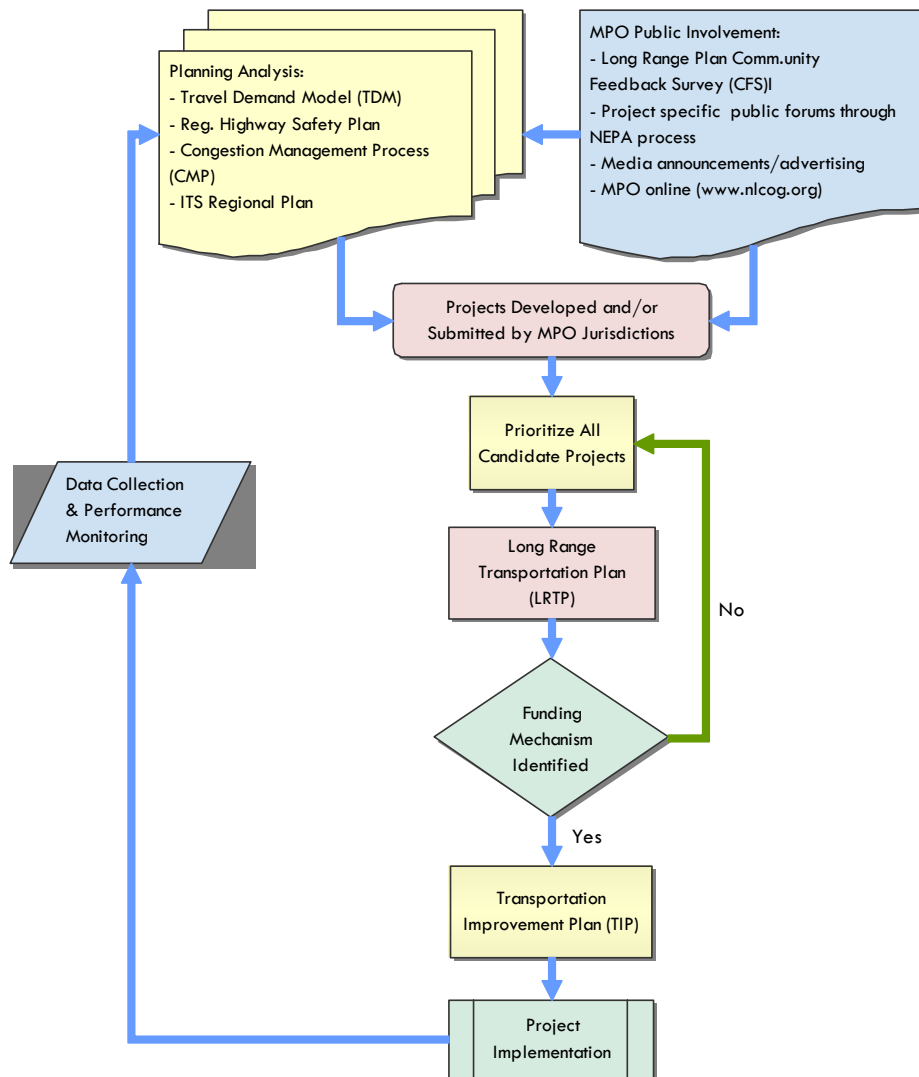 Planning Analysis:
- Travel Demand Model (TDM)
- Reg. Highway Safety Plan
- Congestion Management Process
(CMP)
- ITS Regional Plan
MPO Public Involvement:
- Long Range Plan Comm.unity
Feedback Survey (CFS)l
- Project specific public forums through
NEPA process
- Media announcements/advertising
- MPO online (www.nlcog.org)
Projects Developed and/or
Submitted by MPO Jurisdictions
Prioritize All
Candidate Projects
Data Collection
& Performance
Monitoring
Long Range
Transportation Plan
(LRTP)
No
Funding
Mechanism
Identified
Yes
Transportation
Improvement Plan (TIP)
Project
Implementation